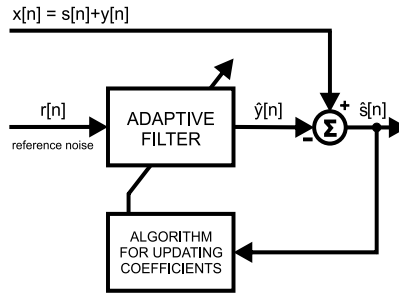 x[n] = s[n]+y[n]
r[n]
reference noise
ADAPTIVE
FILTER
ŷ[n]
+
-
Σ
ŝ[n]
ALGORITHM
FOR UPDATING
COEFFICIENTS